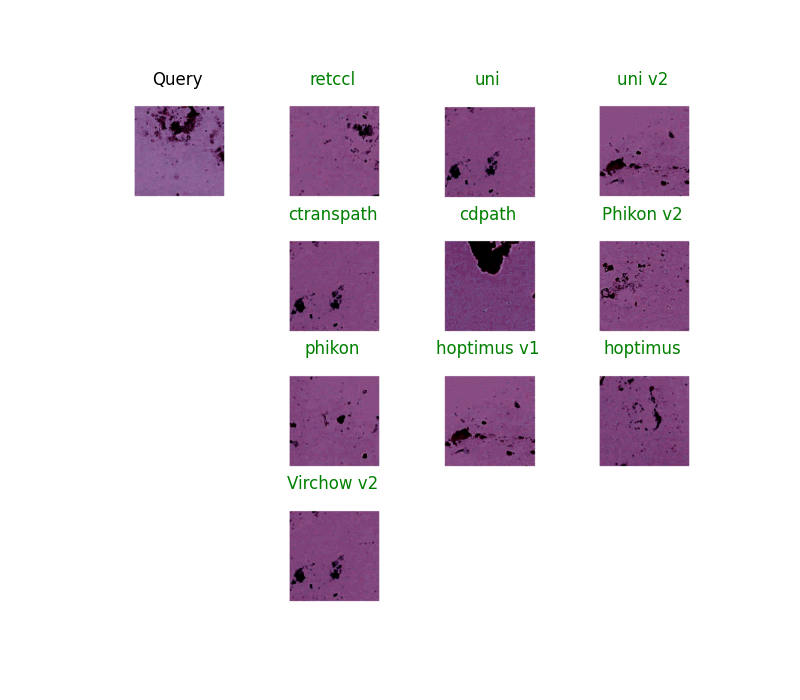 Query retccl uni uni v2
ctranspath cdpath Phikon v2
phikon hoptimus v1 hoptimus
Virchow v2